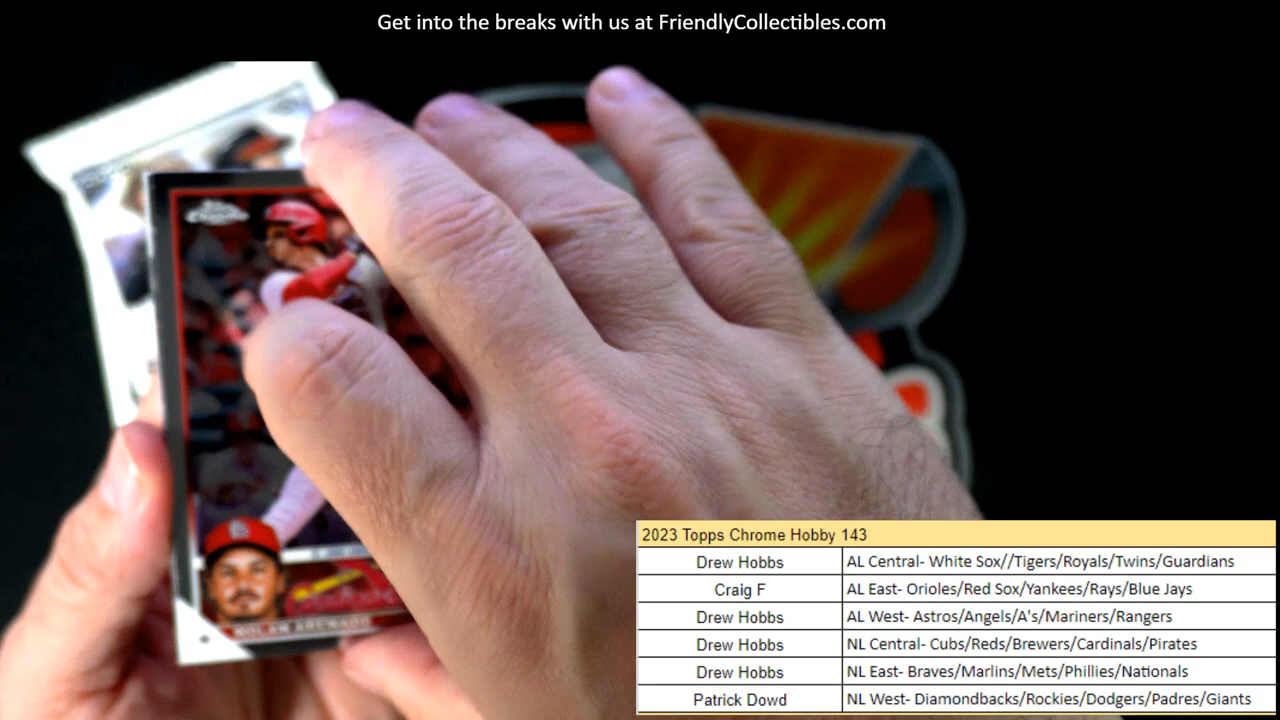 Get into the breaks with us at FriendlyCollectibles.com
Topps
Chrome
NOLAN ARENADO
2023 Topps Chrome Hobby 143
Drew Hobbs AL Central- White Sox//Tigers/Royals/Twins/Guardians
Craig F AL East- Orioles/Red Sox/Yankees/Rays/Blue Jays
Drew Hobbs AL West- Astros/Angels/A's/Mariners/Rangers
Drew Hobbs NL Central- Cubs/Reds/Brewers/Cardinals/Pirates
Drew Hobbs NL East- Braves/Marlins/Mets/Phillies/Nationals
Patrick Dowd NL West- Diamondbacks/Rockies/Dodgers/Padres/Giants